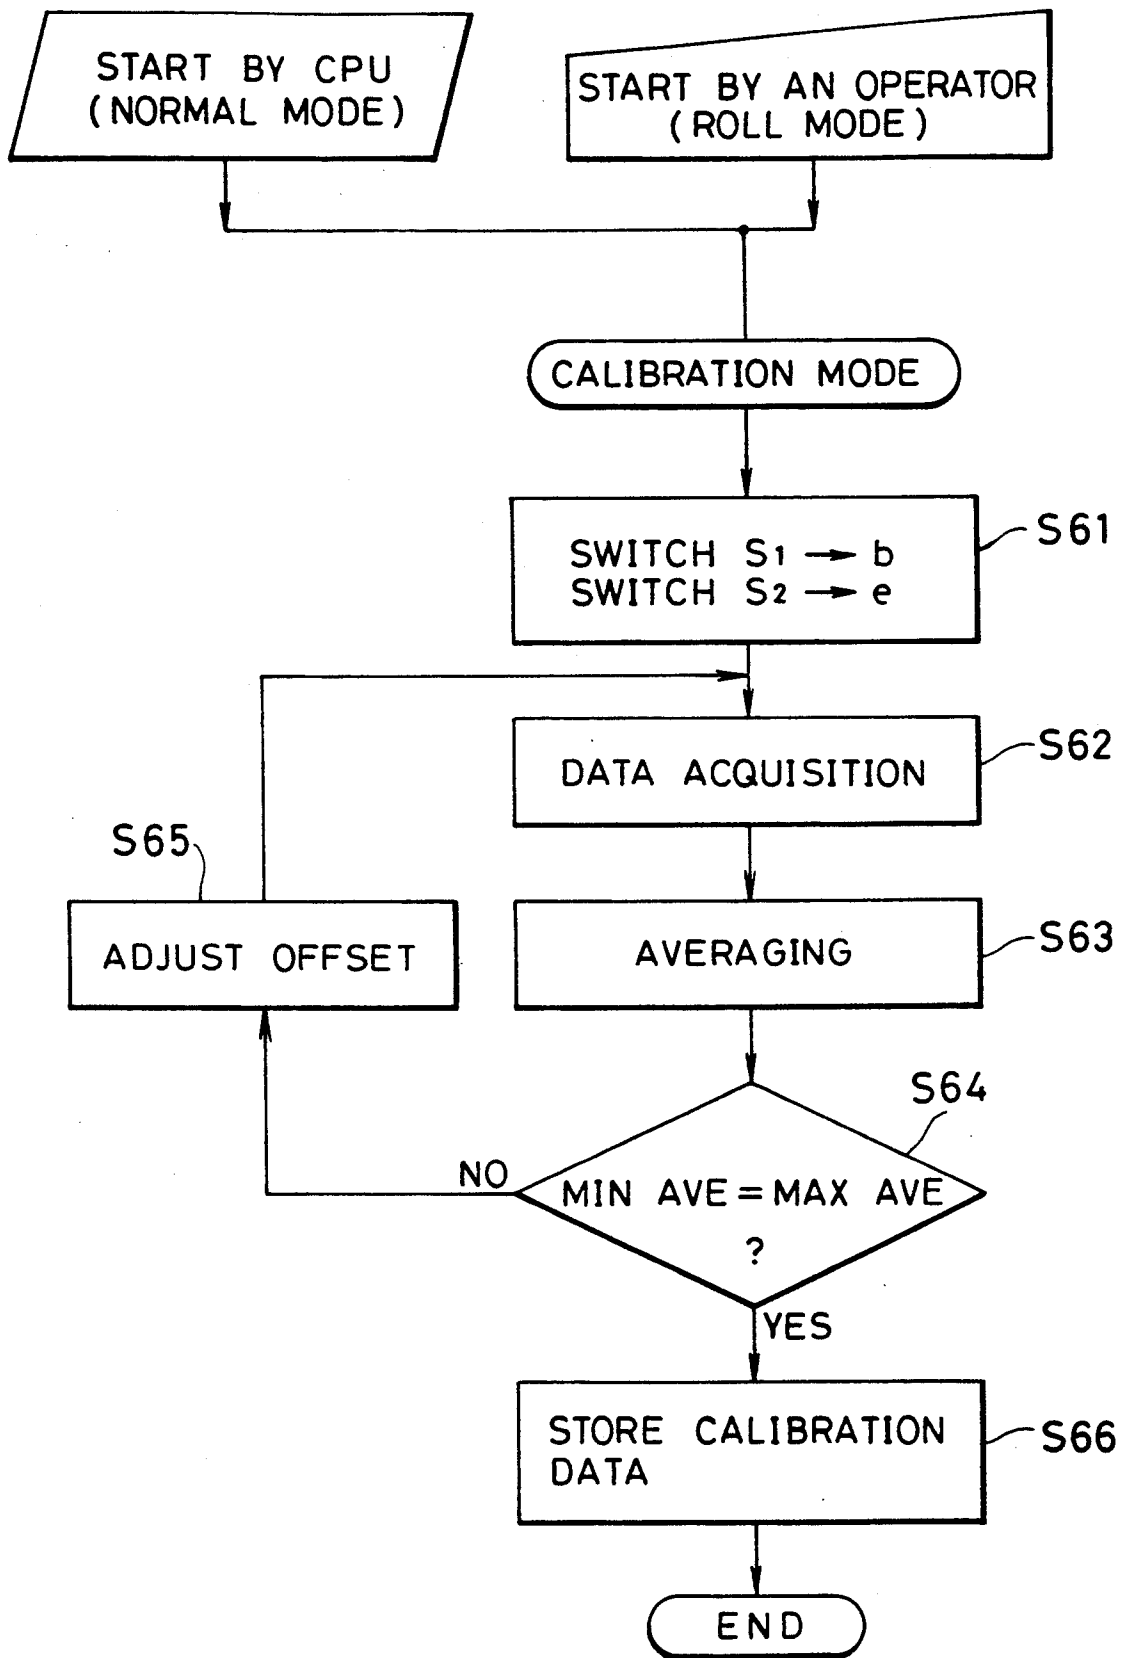 START BY CPU
(NORMAL MODE)
START BY AN OPERATOR
(ROLL MODE)
CALIBRATION MODE
S61
SWITCH S1 → b
SWITCH S2 → e
S62
DATA ACQUISITION
S65
ADJUST OFFSET
S63
AVERAGING
S64
NO
MIN AVE = MAX AVE
?
YES
STORE CALIBRATION
DATA
S66
END